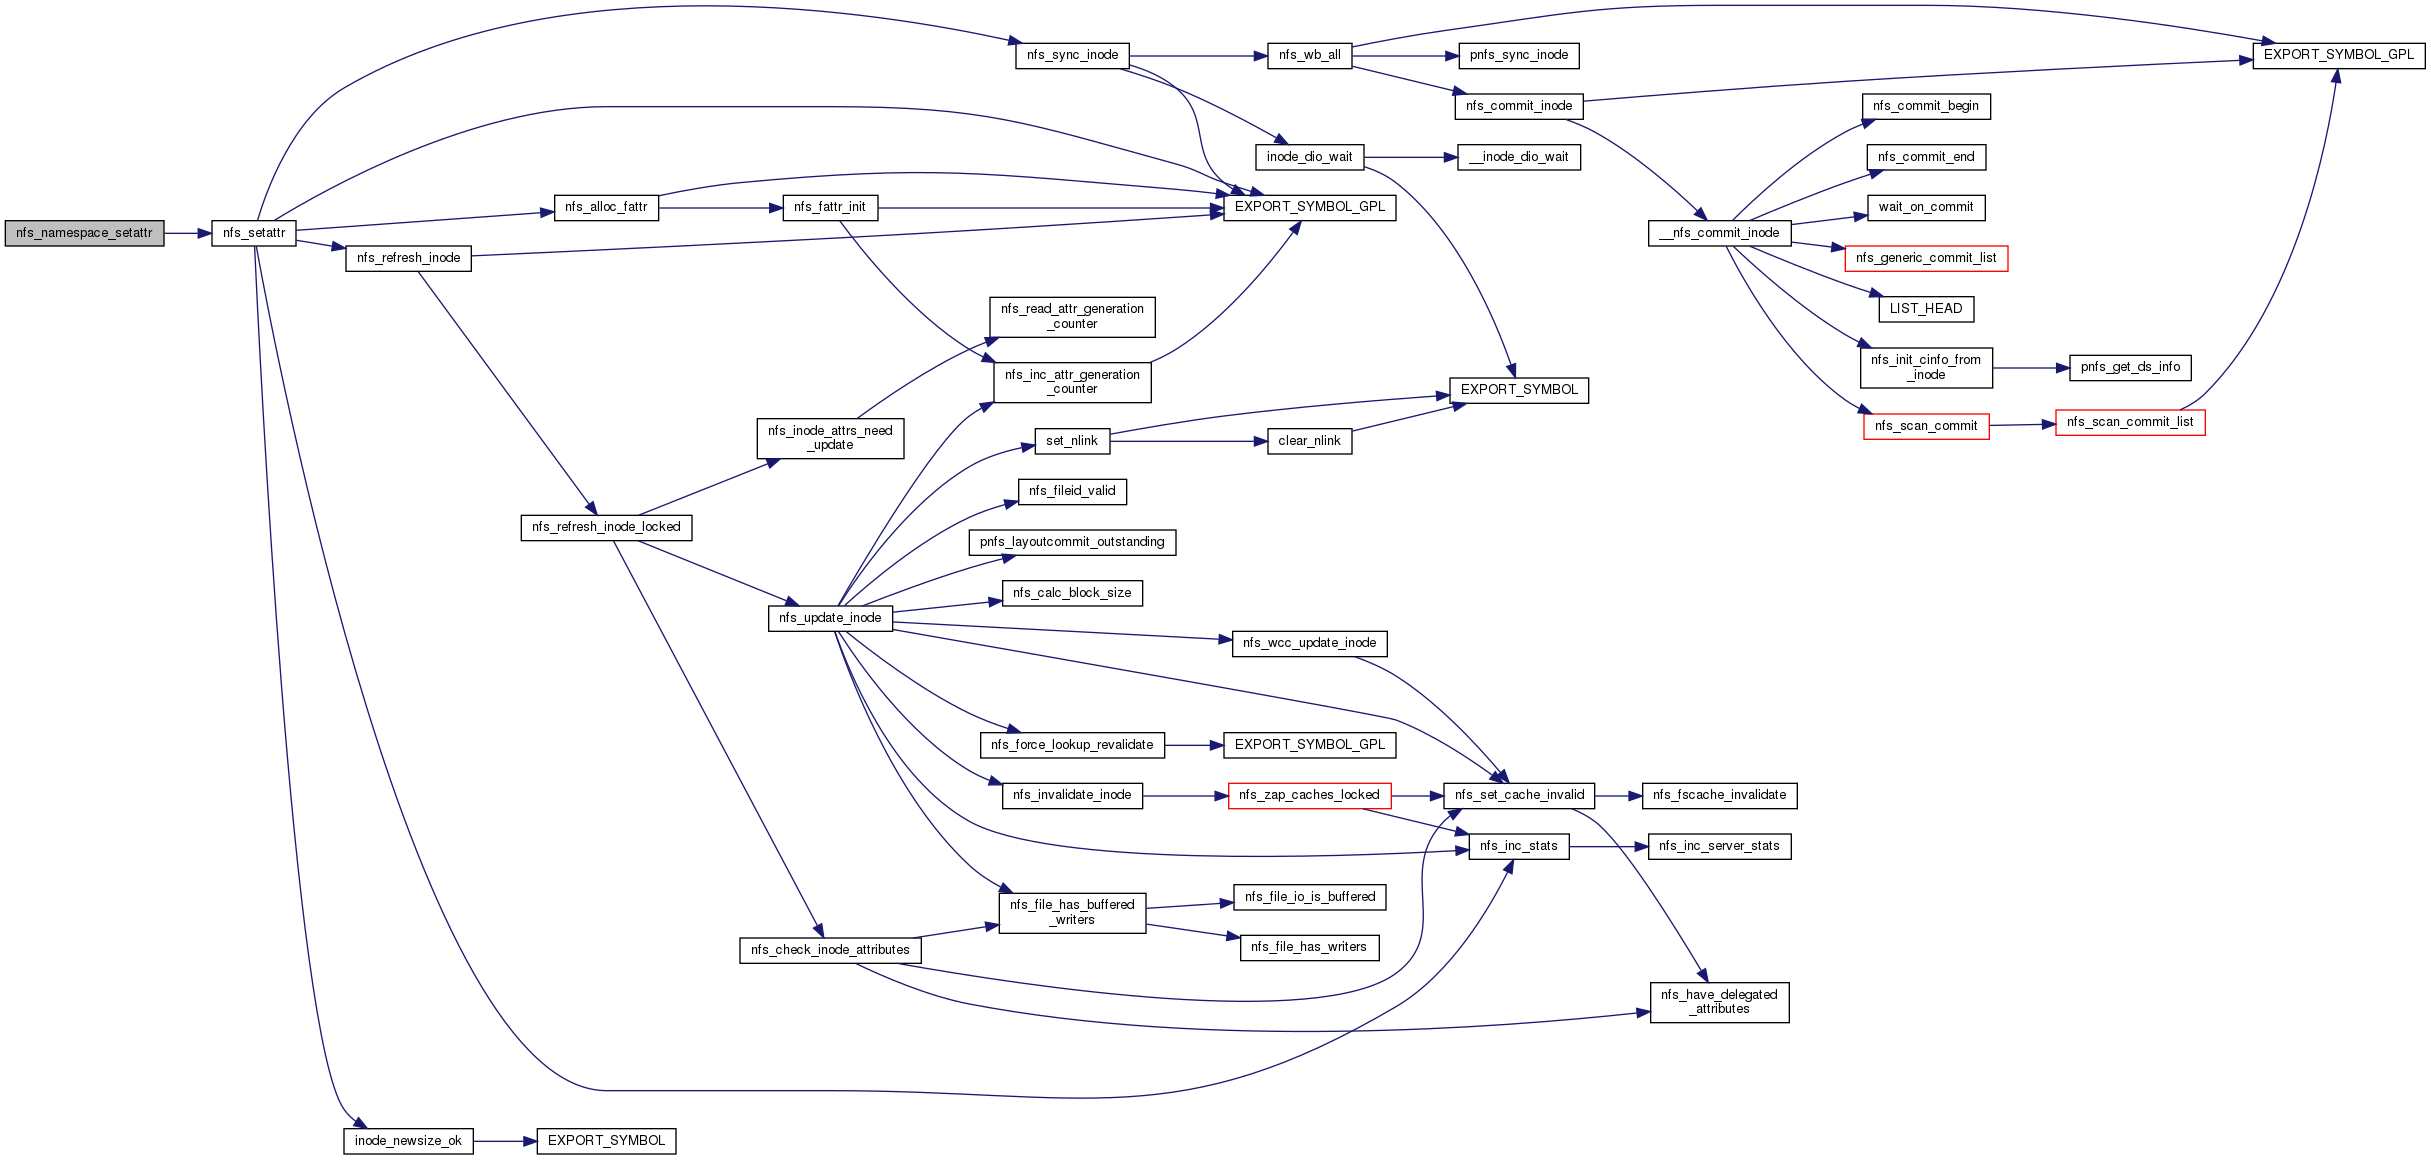 nfs_namespace_setattr
nfs_setattr
nfs_sync_inode
nfs_alloc_fattr
nfs_refresh_inode
nfs_fattr_init
nfs_wb_all
pnfs_sync_inode
nfs_commit_inode
EXPORT_SYMBOL_GPL
inode_dio_wait
__inode_dio_wait
EXPORT_SYMBOL_GPL
nfs_commit_begin
nfs_commit_end
wait_on_commit
__nfs_commit_inode
nfs_generic_commit_list
LIST_HEAD
nfs_init_cinfo_from
_inode
pnfs_get_ds_info
nfs_scan_commit
nfs_scan_commit_list
nfs_read_attr_generation
_counter
nfs_inc_attr_generation
_counter
EXPORT_SYMBOL
nfs_inode_attrs_need
_update
set_nlink
clear_nlink
nfs_fileid_valid
nfs_refresh_inode_locked
pnfs_layoutcommit_outstanding
nfs_calc_block_size
nfs_update_inode
nfs_wcc_update_inode
nfs_force_lookup_revalidate
EXPORT_SYMBOL_GPL
nfs_invalidate_inode
nfs_zap_caches_locked
nfs_set_cache_invalid
nfs_fscache_invalidate
nfs_inc_stats
nfs_inc_server_stats
nfs_file_has_buffered
_writers
nfs_file_io_is_buffered
nfs_file_has_writers
nfs_check_inode_attributes
nfs_have_delegated
_attributes
inode_newsize_ok
EXPORT_SYMBOL